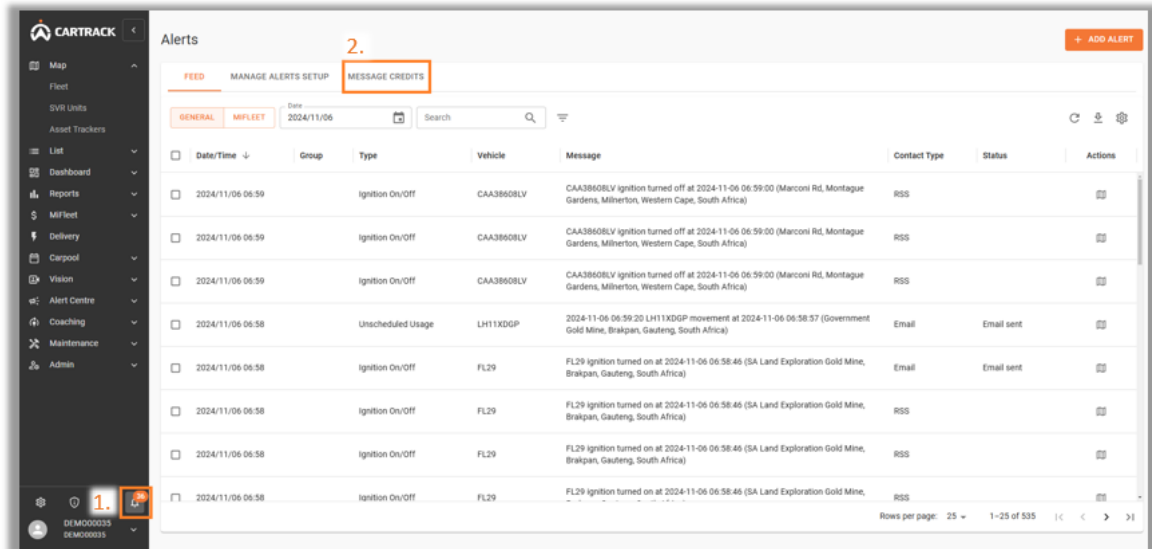 CARTRACK
Map
Fleet
SVR Units
Asset Trackers
List
Dashboard
Reports
MiFleet
Delivery
Carpool
Vision
Alert Centre
Coaching
Maintenance
Admin
1.
36
DEMO00035
DEMO00035
Alerts
2.
+ ADD ALERT
FEED MANAGE ALERTS SETUP MESSAGE CREDITS
GENERAL MIFLEET
Date
2024/11/06
Search
Date/Time Group Type Vehicle Message Contact Type Status Actions
2024/11/06 06:59 Ignition On/Off CAA38608LV CAA38608LV ignition turned off at 2024-11-06 06:59:00 (Marconi Rd, Montague RSS
Gardens, Milnerton, Western Cape, South Africa)
2024/11/06 06:59 Ignition On/Off CAA38608LV CAA38608LV ignition turned off at 2024-11-06 06:59:00 (Marconi Rd, Montague RSS
Gardens, Milnerton, Western Cape, South Africa)
2024/11/06 06:59 Ignition On/Off CAA38608LV CAA38608LV ignition turned off at 2024-11-06 06:59:00 (Marconi Rd, Montague RSS
Gardens, Milnerton, Western Cape, South Africa)
2024/11/06 06:58 Unscheduled Usage LH11XDGP 2024-11-06 06:59:20 LH11XDGP movement at 2024-11-06 06:58:57 (Government Email Email sent
Gold Mine, Brakpan, Gauteng, South Africa)
2024/11/06 06:58 Ignition On/Off FL29 FL29 ignition turned on at 2024-11-06 06:58:46 (SA Land Exploration Gold Mine, Email Email sent
Brakpan, Gauteng, South Africa)
2024/11/06 06:58 Ignition On/Off FL29 FL29 ignition turned on at 2024-11-06 06:58:46 (SA Land Exploration Gold Mine, RSS
Brakpan, Gauteng, South Africa)
2024/11/06 06:58 Ignition On/Off FL29 FL29 ignition turned on at 2024-11-06 06:58:46 (SA Land Exploration Gold Mine, RSS
Brakpan, Gauteng, South Africa)
2024/11/06 06:58 Ignition On/Off FL29 FL29 ignition turned on at 2024-11-06 06:58:46 (SA Land Exploration Gold Mine, RSS
Rows per page: 25 1–25 of 535